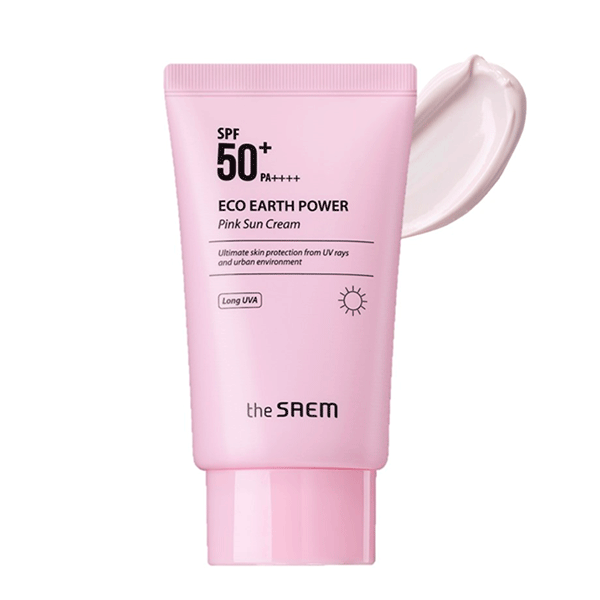 SPF
50+
PA++++
ECO EARTH POWER
Pink Sun Cream
Ultimate skin protection from UV rays
and urban environment
Long UVA
the SAEM